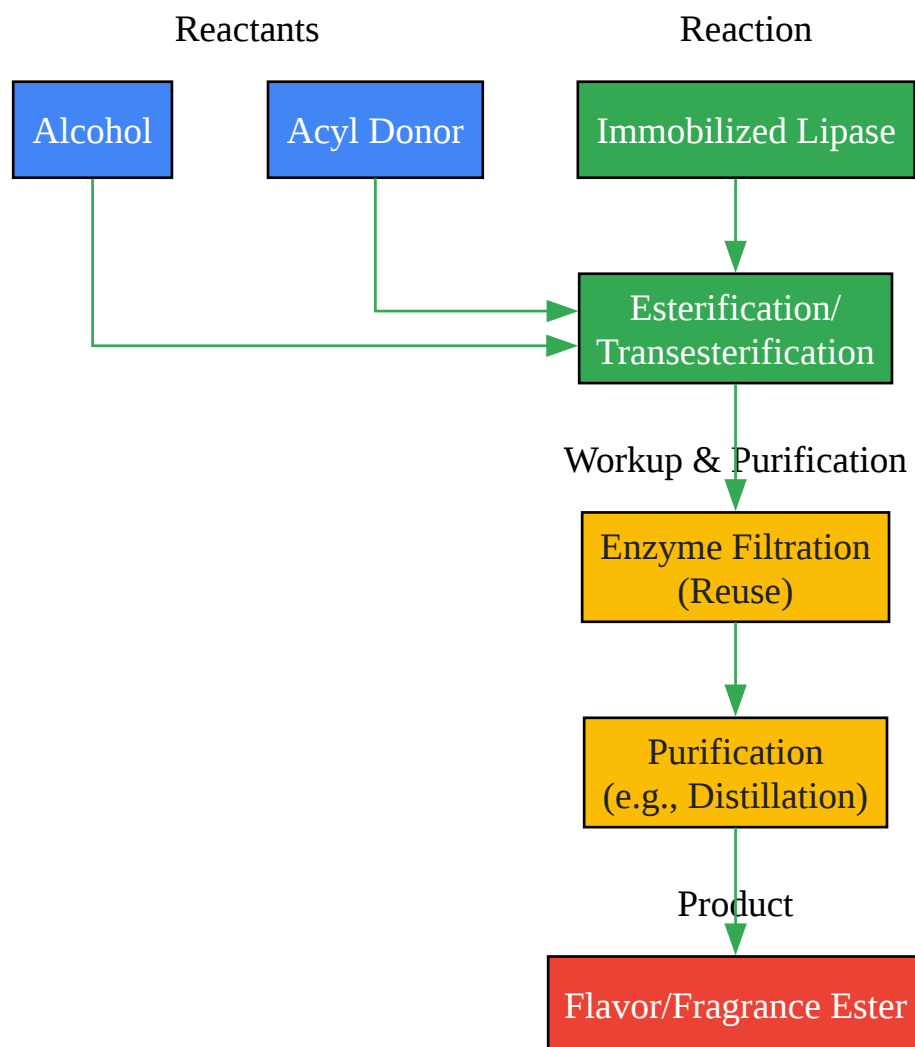 Reactants
Reaction
Alcohol
Acyl Donor
Immobilized Lipase
Esterification/
Transesterification
Workup & Purification
Enzyme Filtration
(Reuse)
Purification
(e.g., Distillation)
Product
Flavor/Fragrance Ester